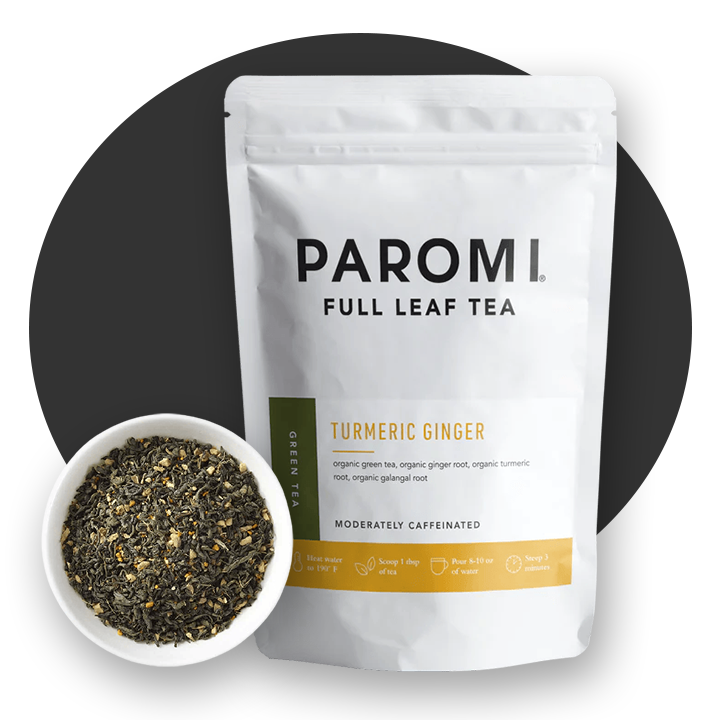 PAROMI®
FULL LEAF TEA
GREEN TEA
TURMERIC GINGER
organic green tea, organic ginger root, organic turmeric
root, organic galangal root
MODERATELY CAFFEINATED
Heat water
to 190° F
Scoop 1 tbsp
of tea
Pour 8-10 oz
of water
Steep 3
minutes